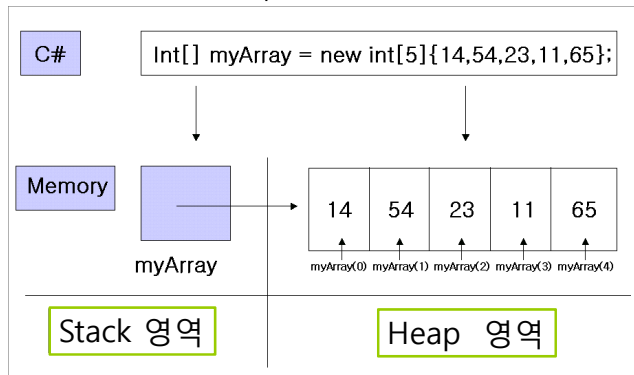 C# Int[] myArray = new int[5]{14,54,23,11,65};
Memory 14 54 23 11 65
myArray myArray(0) myArray(1) myArray(2) myArray(3) myArray(4)
Stack 영역 Heap 영역